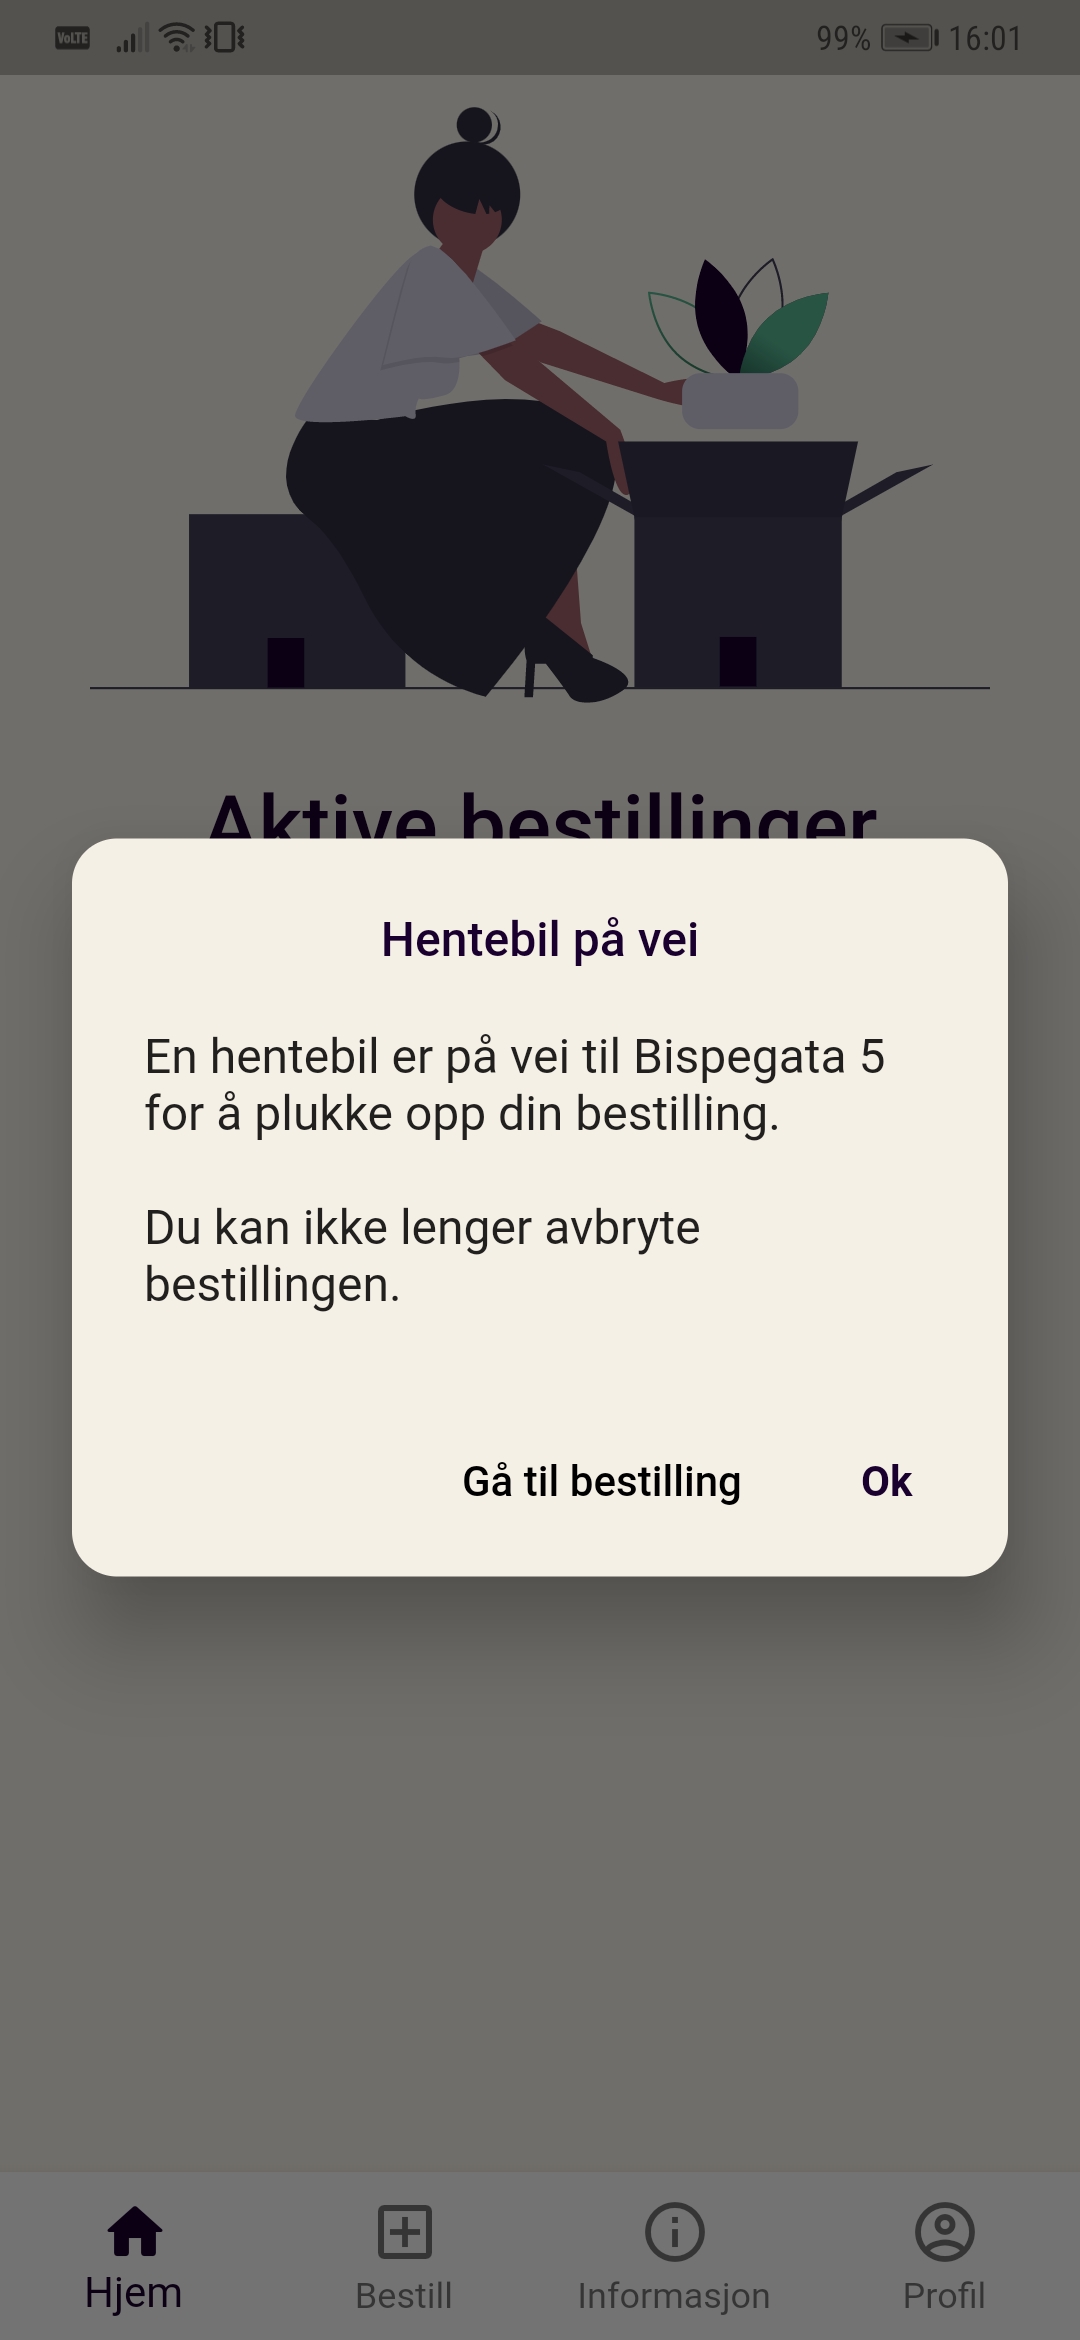 VoLTE
99% 16:01
Aktive bestillinger
Hentebil på vei
En hentebil er på vei til Bispegata 5
for å plukke opp din bestilling.
Du kan ikke lenger avbryte
bestillingen.
Gå til bestilling Ok
Hjem Bestill Informasjon Profil